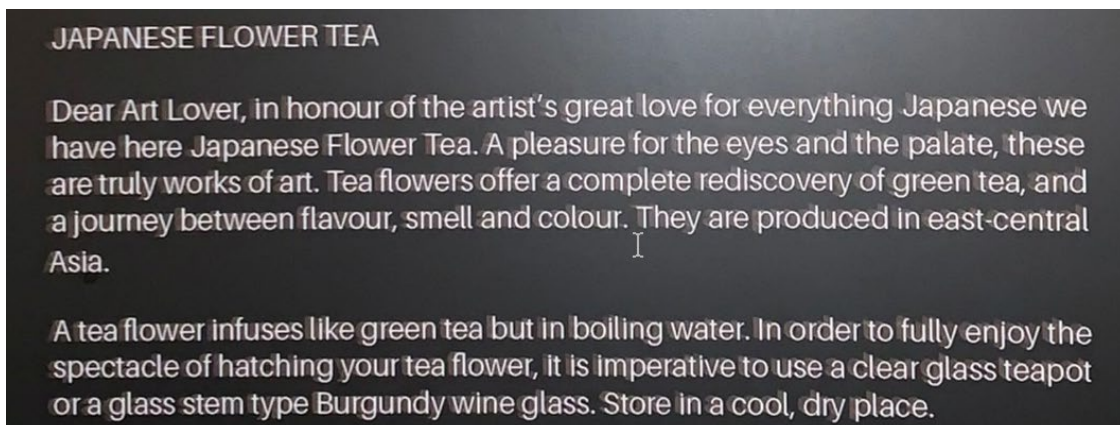 JAPANESE FLOWER TEA
Dear Art Lover, in honour of the artist's great love for everything Japanese we
have here Japanese Flower Tea. A pleasure for the eyes and the palate, these
are truly works of art. Tea flowers offer a complete rediscovery of green tea, and
a journey between flavour, smell and colour. They are produced in east-central
Asia.
A tea flower infuses like green tea but in boiling water. In order to fully enjoy the
spectacle of hatching your tea flower, it is imperative to use a clear glass teapot
or a glass stem type Burgundy wine glass. Store in a cool, dry place.